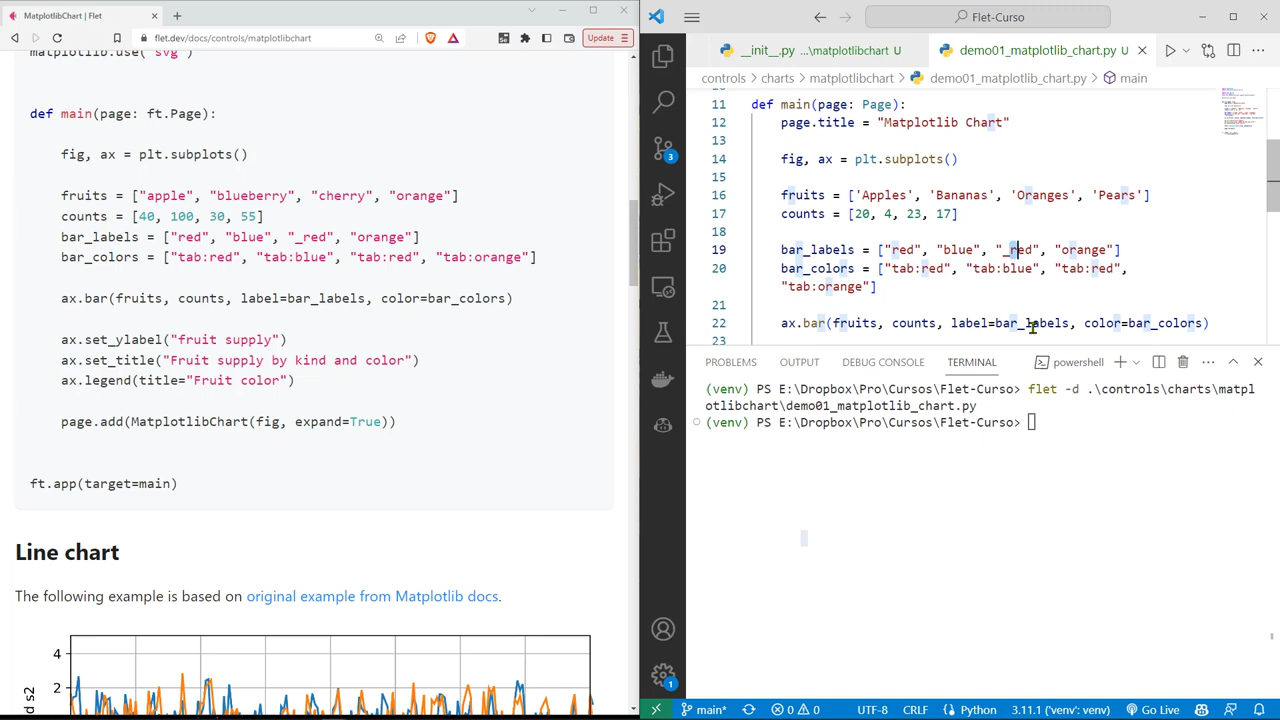 MatplotlibChart | Flet
flet.dev/docs/controls/matplotlibchart
Update
matplotlib.use("svg")
def main(page: ft.Page):
fig, ax = plt.subplots()
fruits = ["apple", "blueberry", "cherry", "orange"]
counts = [40, 100, 30, 55]
bar_labels = ["red", "blue", "_red", "orange"]
bar_colors = ["tab:red", "tab:blue", "tab:red", "tab:orange"]
ax.bar(fruits, counts, label=bar_labels, color=bar_colors)
ax.set_ylabel("fruit supply")
ax.set_title("Fruit supply by kind and color")
ax.legend(title="Fruit color")
page.add(MatplotlibChart(fig, expand=True))
ft.app(target=main)
Line chart
The following example is based on original example from Matplotlib docs.
4
2
d s2
Flet-Curso
__init__.py ...\matplotlibchart U
demo01_matplotlib_chart.py U
controls > charts > matplotlibchart > demo01_matplotlib_chart.py > main
11 def main(page: Page):
12 page.title = "Matplotlib Chart"
13
14 fig, ax = plt.subplots()
15
16 fruits = ['Apples', 'Bananas', 'Oranges', 'Pears']
17 counts = [20, 4, 23, 17]
18
19 bar_labels = ["red", "blue", "_red", "orange"]
20 bar_colors = ["tab:red", "tab:blue", "tab:red",
"tab:orange"]
21
22 ax.bar(fruits, counts, label=bar_labels, color=bar_colors)
23
PROBLEMS OUTPUT DEBUG CONSOLE TERMINAL powershell
(venv) PS E:\Dropbox\Pro\Cursos\Flet-Curso> flet -d .\controls\charts\matpl
otlibchart\demo01_matplotlib_chart.py
(venv) PS E:\Dropbox\Pro\Cursos\Flet-Curso>
3
1
main* 0 0 UTF-8 CRLF Python 3.11.1 ('venv': venv) Go Live